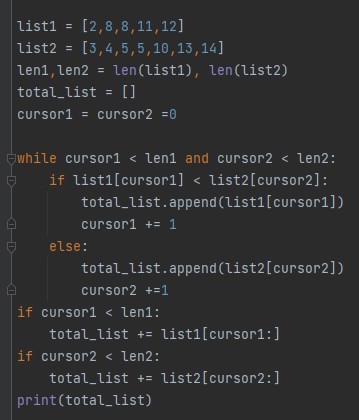 list1 = [2,8,8,11,12]
list2 = [3,4,5,5,10,13,14]
len1,len2 = len(list1), len(list2)
total_list = []
cursor1 = cursor2 =0

while cursor1 < len1 and cursor2 < len2:
    if list1[cursor1] < list2[cursor2]:
        total_list.append(list1[cursor1])
        cursor1 += 1
    else:
        total_list.append(list2[cursor2])
        cursor2 +=1
if cursor1 < len1:
    total_list += list1[cursor1:]
if cursor2 < len2:
    total_list += list2[cursor2:]
print(total_list)